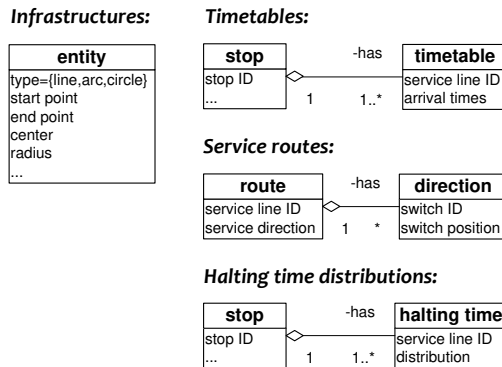 Infrastructures:
entity
type={line,arc,circle}
start point
end point
center
radius
...
Timetables:
stop
stop ID
...
-has
1
1..*
timetable
service line ID
arrival times
Service routes:
route
service line ID
service direction
-has
1
*
direction
switch ID
switch position
Halting time distributions:
stop
stop ID
...
-has
1
1..*
halting time
service line ID
distribution